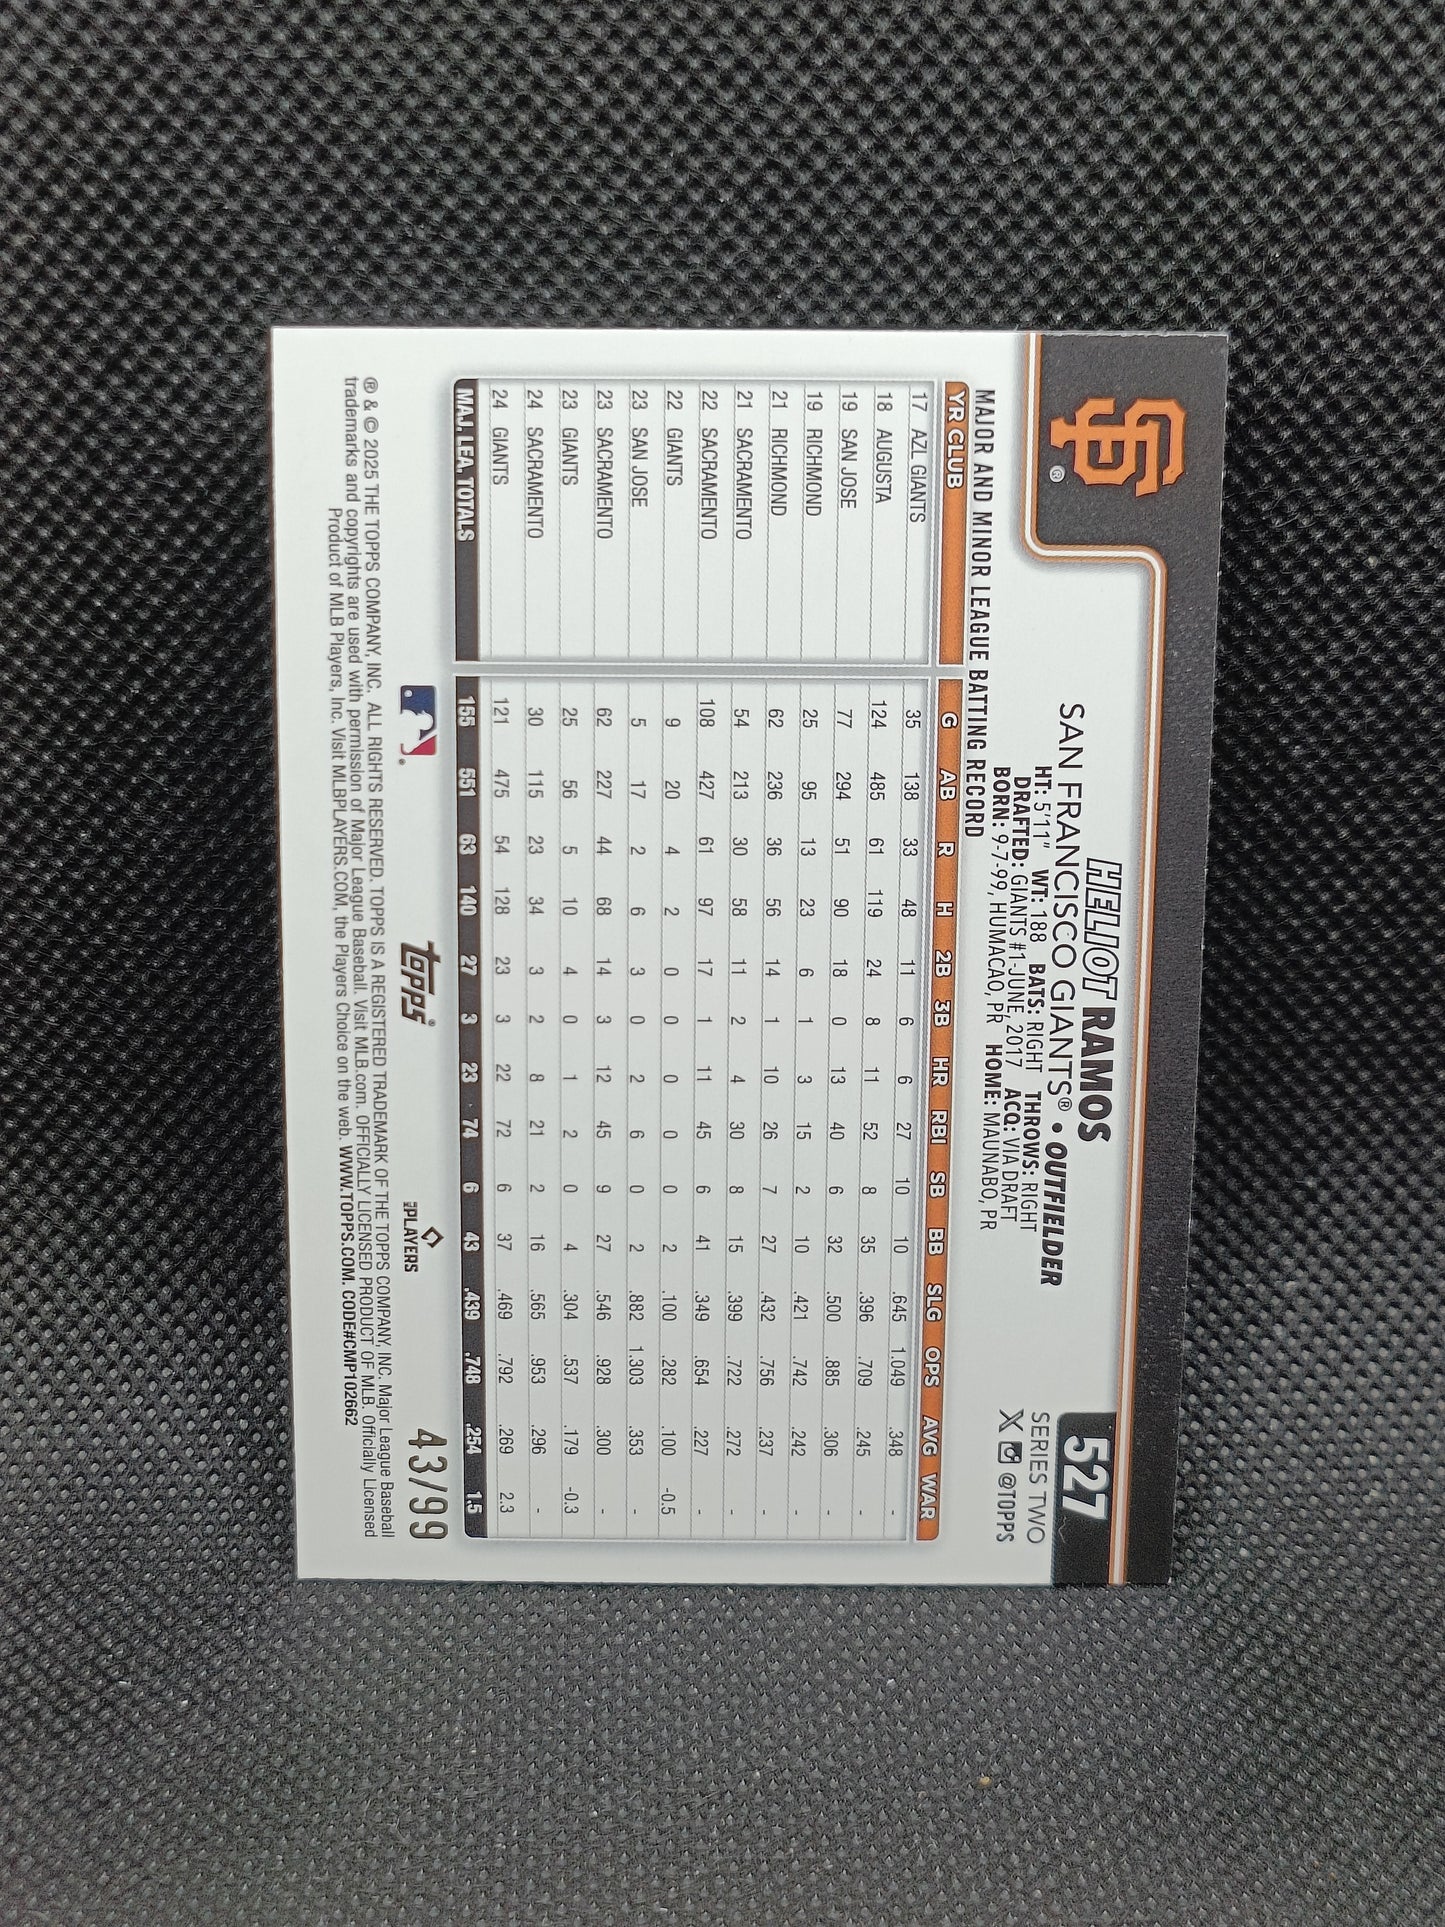 SF®
HELIOT RAMOS
SAN FRANCISCO GIANTS® • OUTFIELDER
HT: 5'11" WT: 188 BATS: RIGHT THROWS: RIGHT
DRAFTED: GIANTS #1-JUNE, 2017 ACQ: VIA DRAFT
BORN: 9-7-99, HUMACAO, PR HOME: MAUNABO, PR
527
SERIES TWO
X @TOPPS
MAJOR AND MINOR LEAGUE BATTING RECORD
YR CLUB G AB R H 2B 3B HR RBI SB BB SLG OPS AVG WAR
17 AZL GIANTS 35 138 33 48 11 6 6 27 10 10 .645 1.049 .348 -
18 AUGUSTA 124 485 61 119 24 8 11 52 8 35 .396 .709 .245 -
19 SAN JOSE 77 294 51 90 18 0 13 40 6 32 .500 .885 .306 -
19 RICHMOND 25 95 13 23 6 1 3 15 2 10 .421 .742 .242 -
21 RICHMOND 62 236 36 56 14 1 10 26 7 27 .432 .756 .237 -
21 SACRAMENTO 54 213 30 58 11 2 4 30 8 15 .399 .722 .272 -
22 SACRAMENTO 108 427 61 97 17 1 11 45 6 41 .349 .654 .227 -
22 GIANTS 9 20 4 2 0 0 0 0 0 2 .100 .282 .100 -0.5
23 SAN JOSE 5 17 2 6 3 0 2 6 0 2 .882 1.303 .353 -
23 SACRAMENTO 62 227 44 68 14 3 12 45 9 27 .546 .928 .300 -
23 GIANTS 25 56 5 10 4 0 1 2 0 4 .304 .537 .179 -0.3
24 SACRAMENTO 30 115 23 34 3 2 8 21 2 16 .565 .953 .296 -
24 GIANTS 121 475 54 128 23 3 22 72 6 37 .469 .792 .269 2.3
MAJ. LEA. TOTALS 155 551 63 140 27 3 23 74 6 43 .439 .748 .254 1.5
topps® PLAYERS 43/99
® & © 2025 THE TOPPS COMPANY, INC. ALL RIGHTS RESERVED. TOPPS IS A REGISTERED TRADEMARK OF THE TOPPS COMPANY, INC. Major League Baseball
trademarks and copyrights are used with permission of Major League Baseball. Visit MLB.com. OFFICIALLY LICENSED PRODUCT OF MLB. Officially Licensed
Product of MLB Players, Inc. Visit MLBPLAYERS.COM, the Players Choice on the web. WWW.TOPPS.COM. CODE#CMP102662